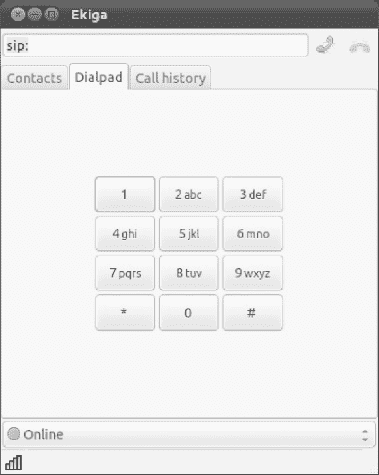 Ekiga
sip:
Contacts Dialpad Call history
1 2 abc 3 def
4 ghi 5 jkl 6 mno
7 pqrs 8 tuv 9 wxyz
* 0 #
Online